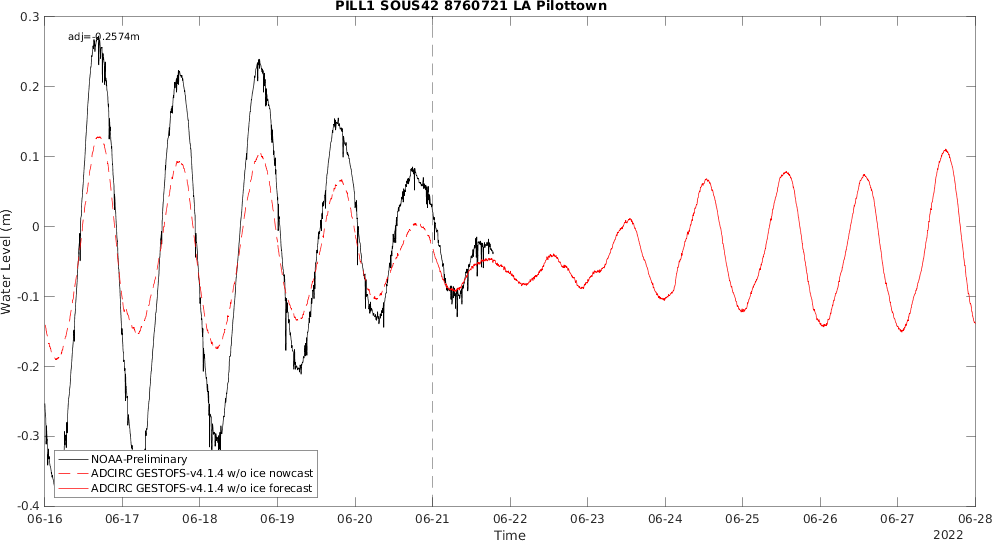 PILL1 SOUS42 8760721 LA Pilottown
adj=-0.2574m
0.3
0.2
0.1
0
-0.1
-0.2
-0.3
-0.4
Water Level (m)
NOAA-Preliminary
ADCIRC GESTOFS-v4.1.4 w/o ice nowcast
ADCIRC GESTOFS-v4.1.4 w/o ice forecast
06-16 06-17 06-18 06-19 06-20 06-21 06-22 06-23 06-24 06-25 06-26 06-27 06-28
Time
2022